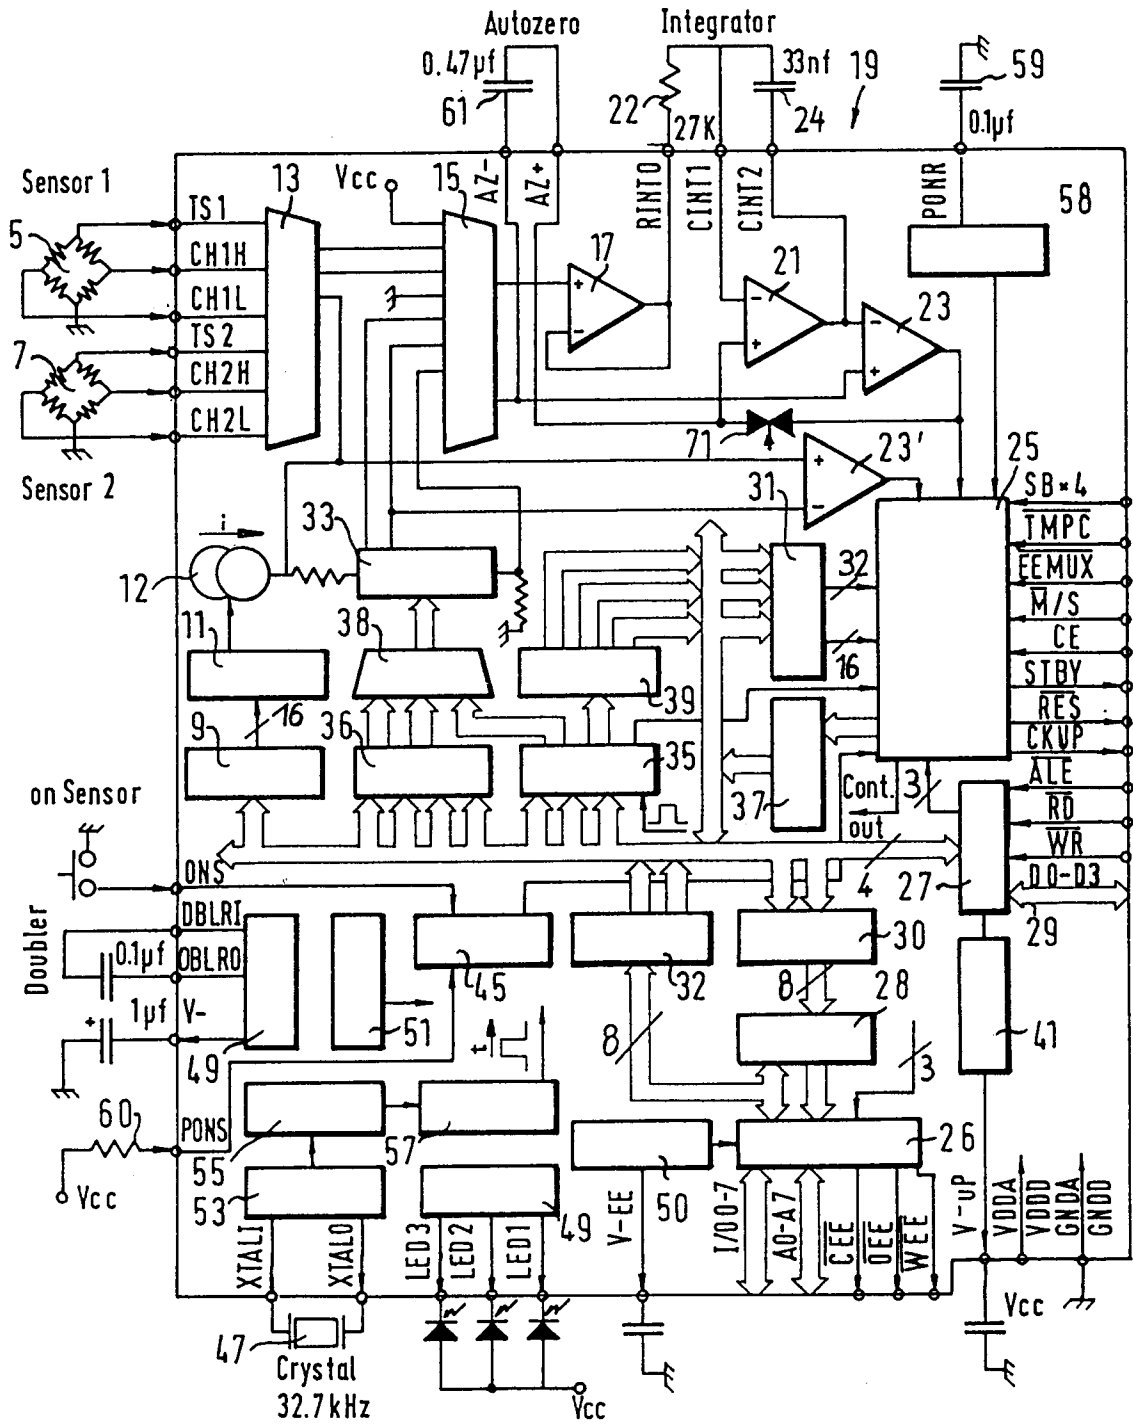 Autozero
Integrator
0.47µf
61
22
27K
33nf
24
19
59
0.1µf
Sensor 1
13
Vcc
15
AZ-
AZ+
RINTO
CINT1
CINT2
PONR
58
TS1
5
CH1H
CH1L
TS2
7
CH2H
CH2L
Sensor 2
17
21
23
71
23'
25
SB×4
TMPC
EEMUX
M/S
CE
STBY
RES
CKUP
ALE
RD
WR
D0-D3
i
12
33
31
32
16
11
38
39
9
16
36
35
37
Cont.
out
3
4
27
29
on Sensor
ONS
Doubler
DBLRI
0.1µf
OBLRO
1µf
V-
+
49
51
45
32
30
8
8
28
41
t
3
60
PONS
Vcc
55
57
53
49
50
26
XTALI
XTALO
LED3
LED2
LED1
V-EE
I/O0-7
A0-A7
CEE
OEE
WEE
V-uP
VDDA
VDDD
GNDA
GNDD
47
Crystal
32.7kHz
Vcc
Vcc